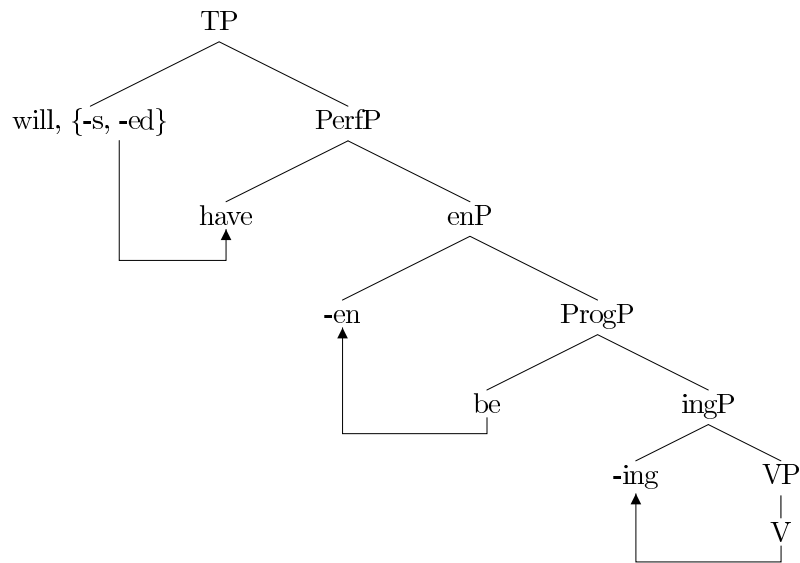 TP
will, {-s, -ed} PerfP
have enP
-en ProgP
be ingP
-ing VP
V